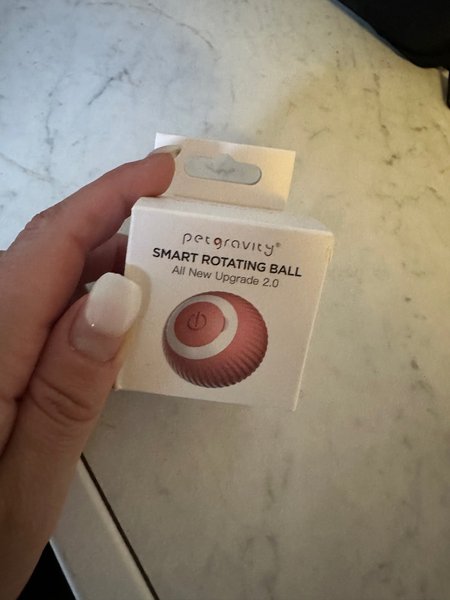 petgravity®
SMART ROTATING BALL
All New Upgrade 2.0